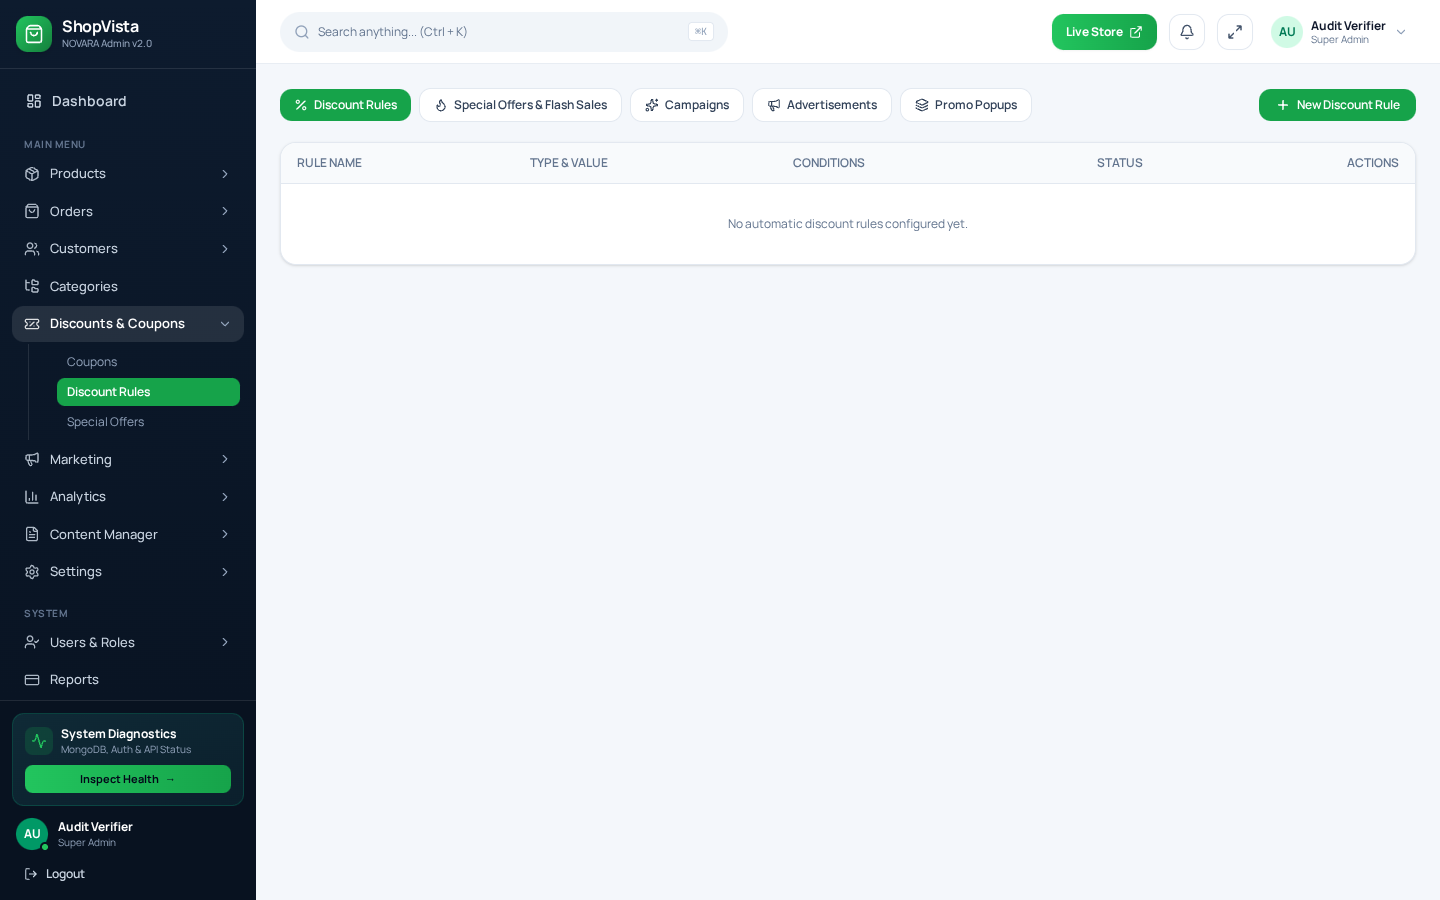 ShopVista
NOVARA Admin v2.0
Dashboard
MAIN MENU
Products
Orders
Customers
Categories
Discounts & Coupons
Coupons
Discount Rules
Special Offers
Marketing
Analytics
Content Manager
Settings
SYSTEM
Users & Roles
Reports
System Diagnostics
MongoDB, Auth & API Status
Inspect Health →
AU
Audit Verifier
Super Admin
Logout
Search anything... (Ctrl + K)
⌘K
Live Store
AU
Audit Verifier
Super Admin
Discount Rules
Special Offers & Flash Sales
Campaigns
Advertisements
Promo Popups
New Discount Rule
RULE NAME
TYPE & VALUE
CONDITIONS
STATUS
ACTIONS
No automatic discount rules configured yet.